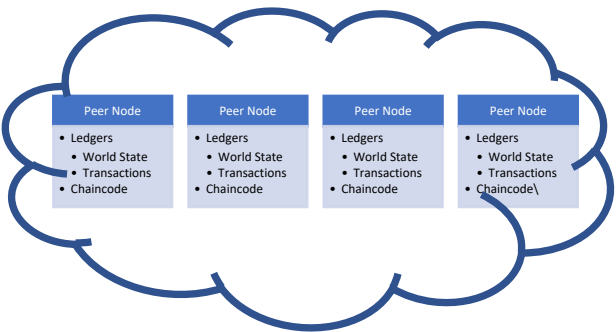 Peer Node
• Ledgers
• World State
• Transactions
• Chaincode
Peer Node
• Ledgers
• World State
• Transactions
• Chaincode
Peer Node
• Ledgers
• World State
• Transactions
• Chaincode
Peer Node
• Ledgers
• World State
• Transactions
• Chaincode\